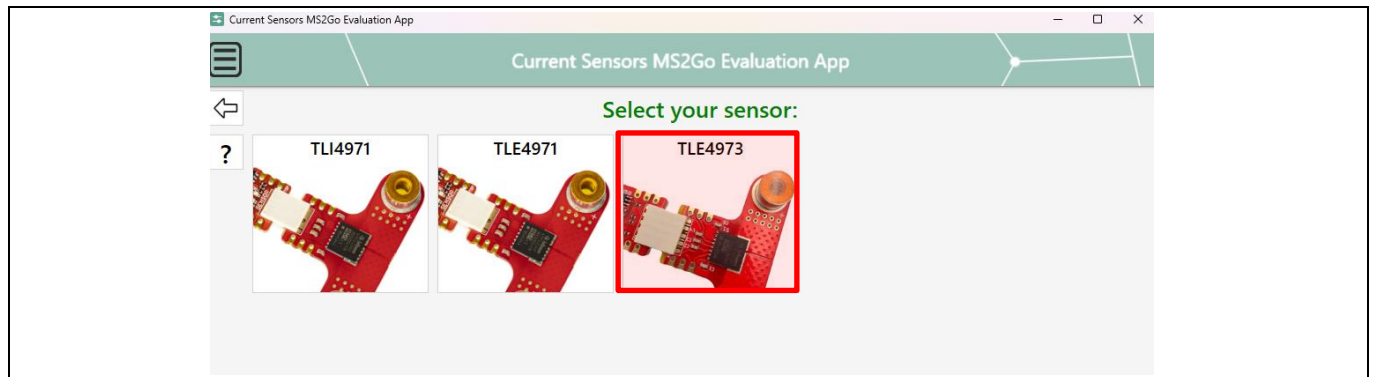 Current Sensors MS2Go Evaluation App
Current Sensors MS2Go Evaluation App
Select your sensor:
?
TLI4971
TLE4971
TLE4973